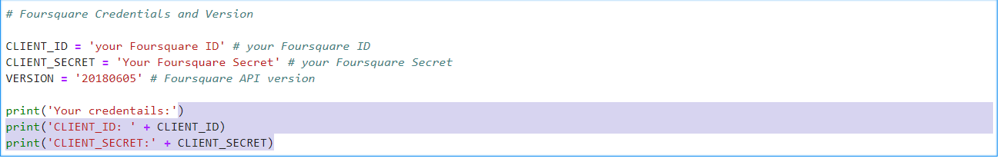 # Foursquare Credentials and Version
CLIENT_ID = 'your Foursquare ID' # your Foursquare ID
CLIENT_SECRET = 'Your Foursquare Secret' # your Foursquare Secret
VERSION = '20180605' # Foursquare API version
print('Your credentails:')
print('CLIENT_ID: ' + CLIENT_ID)
print('CLIENT_SECRET:' + CLIENT_SECRET)